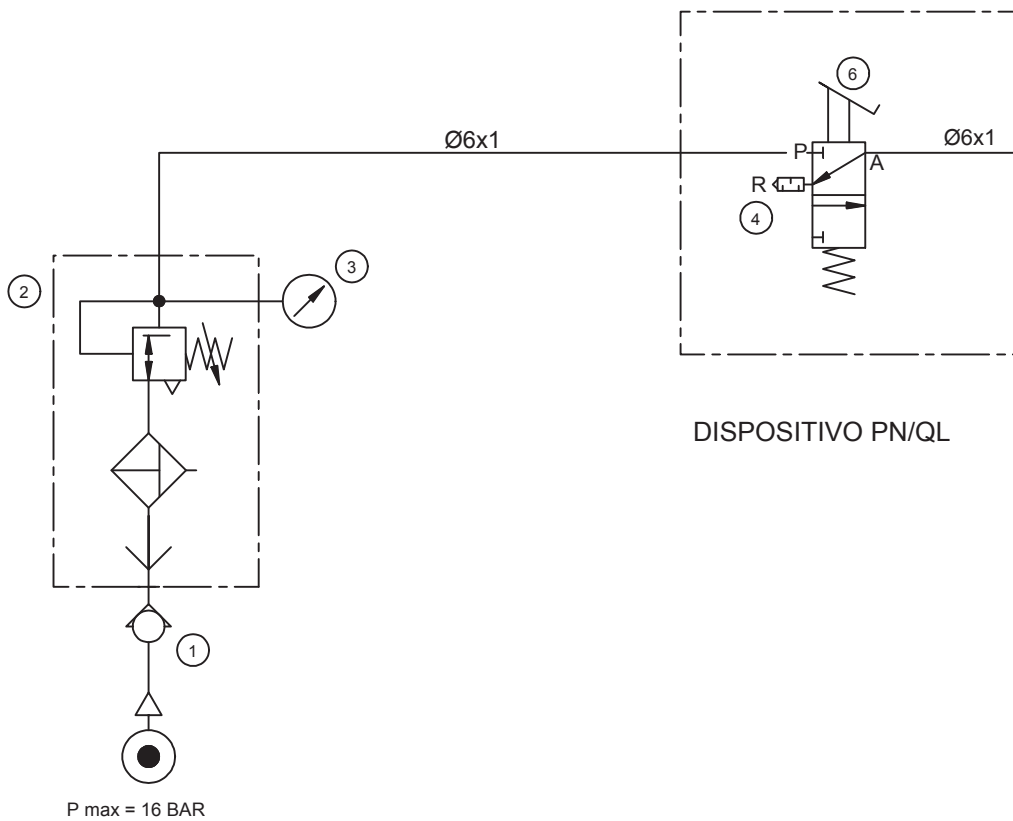 6
Ø6x1
Ø6x1
P
A
R
4
3
2
DISPOSITIVO PN/QL
1
P max = 16 BAR